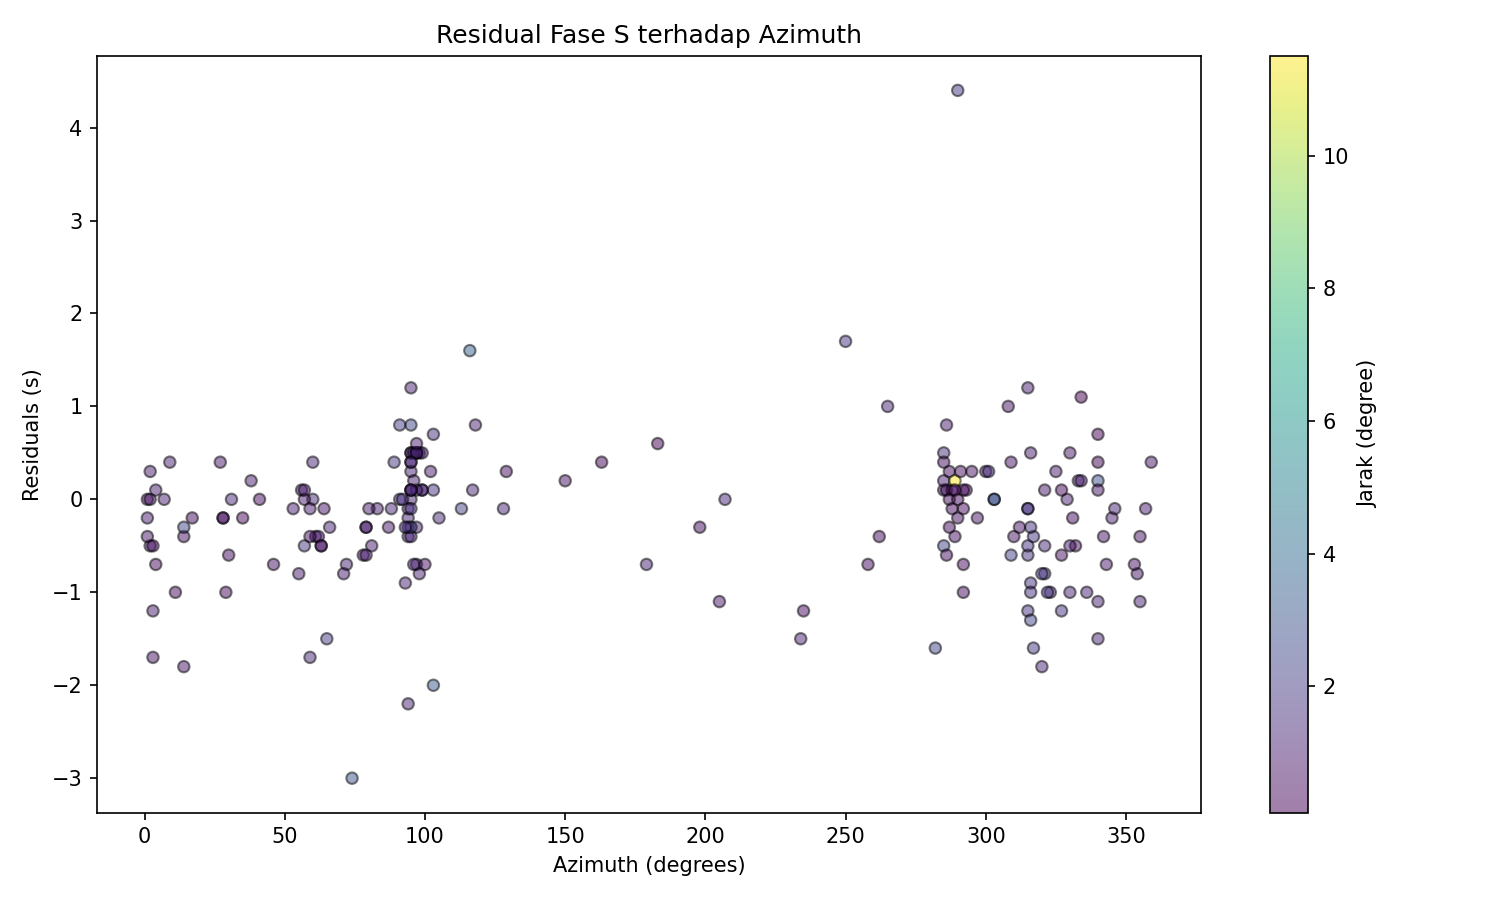 Residual Fase S terhadap Azimuth
4
3
2
1
0
−1
−2
−3
Residuals (s)
0 50 100 150 200 250 300 350
Azimuth (degrees)
10
8
6
4
2
Jarak (degree)